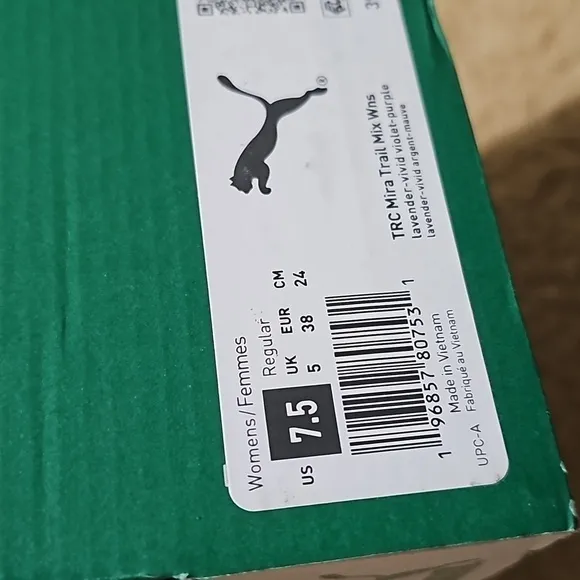 TRC Mira Trail Mix Wns
lavender-vivid violet-purple
lavender-vivid argent-mauve
Womens/Femmes
Regular
US UK EUR CM
7.5 5 38 24
1 96857 80753 1
Made in Vietnam
Fabriqué au Vietnam
UPC-A